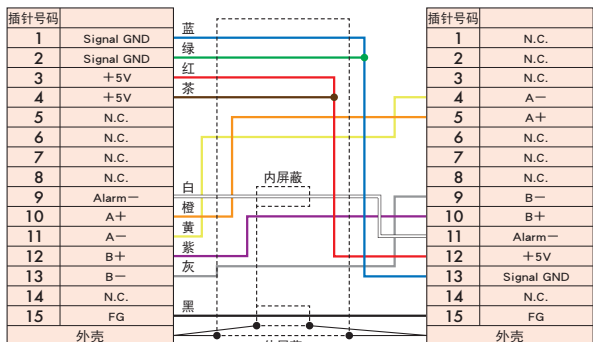 插针号码 插针号码
1 Signal GND 蓝 1 N.C.
2 Signal GND 绿 2 N.C.
3 +5V 红 3 N.C.
4 +5V 茶 4 A−
5 N.C. 5 A+
6 N.C. 6 N.C.
7 N.C. 7 N.C.
8 N.C. 内屏蔽 8 N.C.
9 Alarm− 白 9 B−
10 A+ 橙 10 B+
11 A− 黄 11 Alarm−
12 B+ 紫 12 +5V
13 B− 灰 13 Signal GND
14 N.C. 14 N.C.
15 FG 黑 15 FG
外壳 外壳